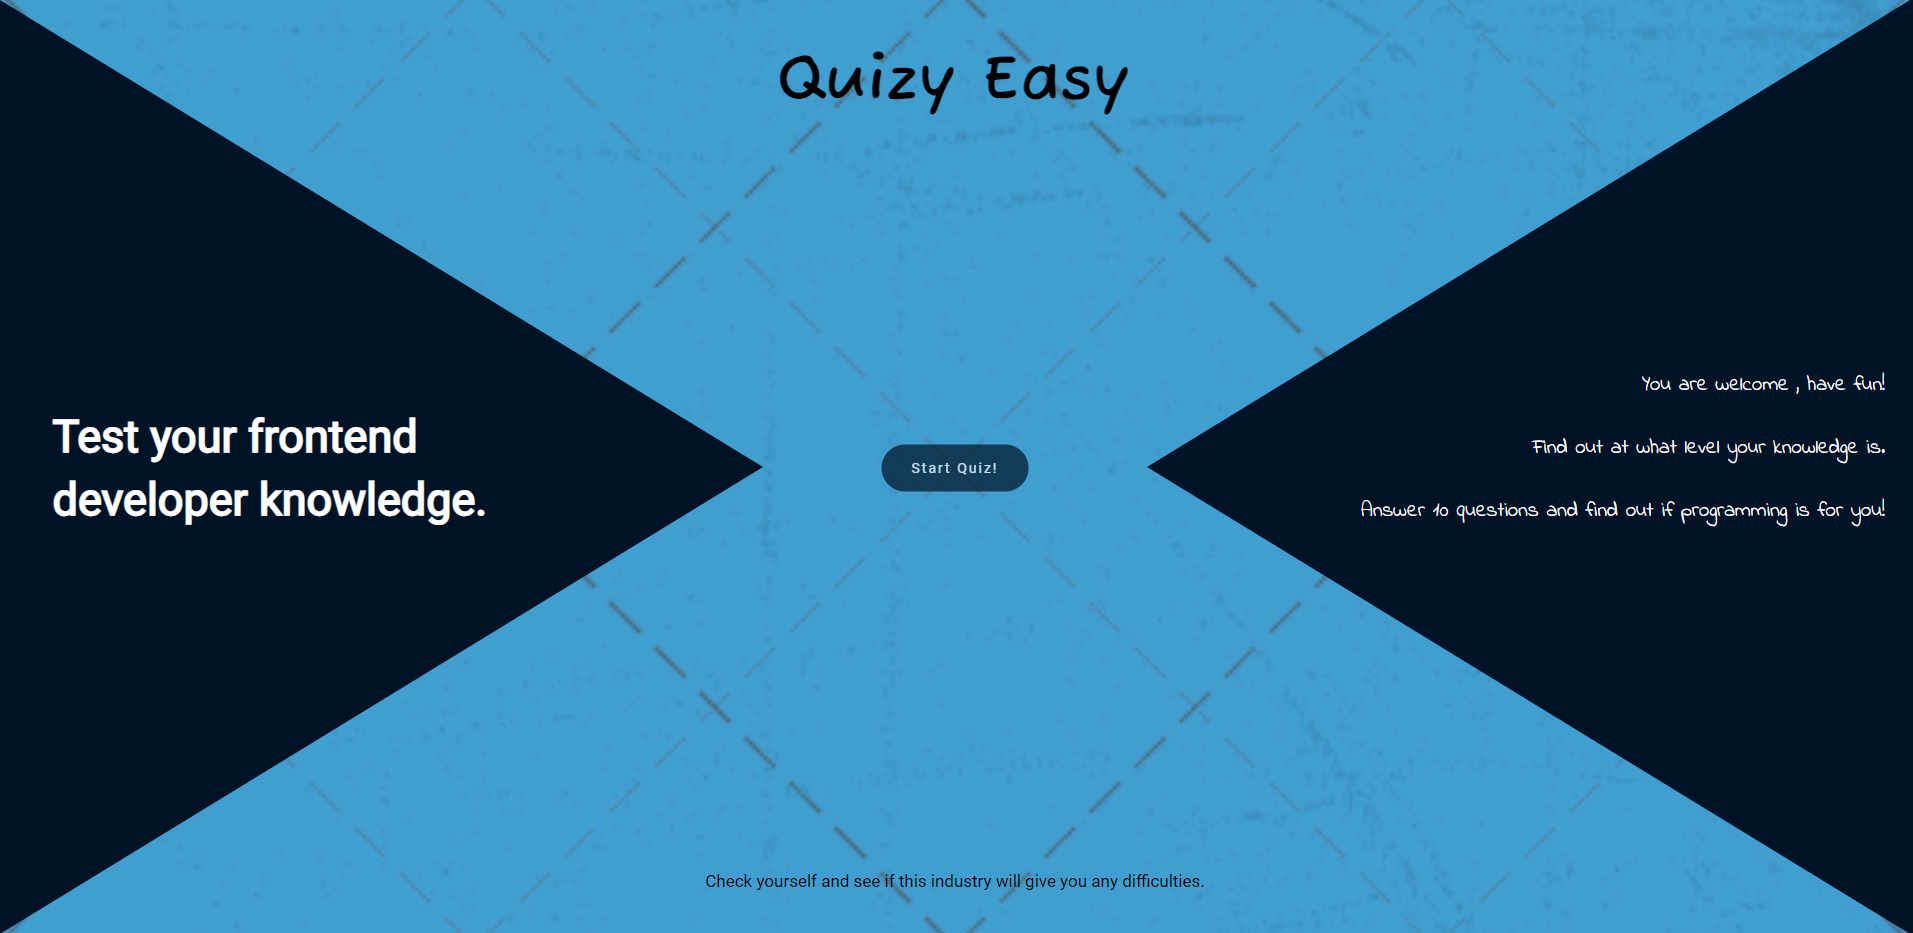 Quizy Easy
Test your frontend
developer knowledge.
Start Quiz!
You are welcome , have fun!
Find out at what level your knowledge is.
Answer 10 questions and find out if programming is for you!
Check yourself and see if this industry will give you any difficulties.